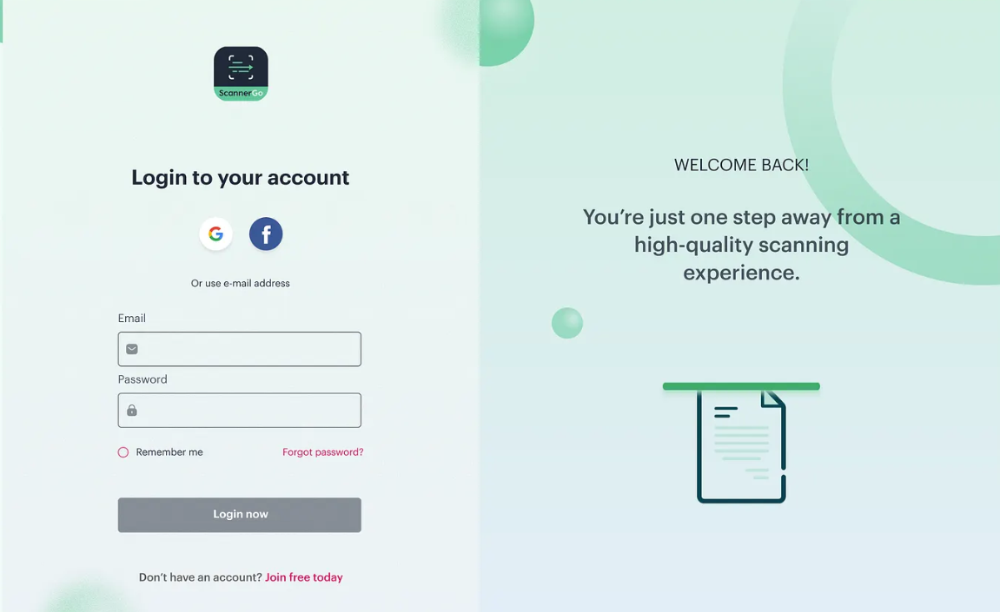 ScannerGo
Login to your account
Or use e-mail address
Email
Password
Remember me
Forgot password?
Login now
Don’t have an account? Join free today
WELCOME BACK!
You’re just one step away from a
high-quality scanning
experience.